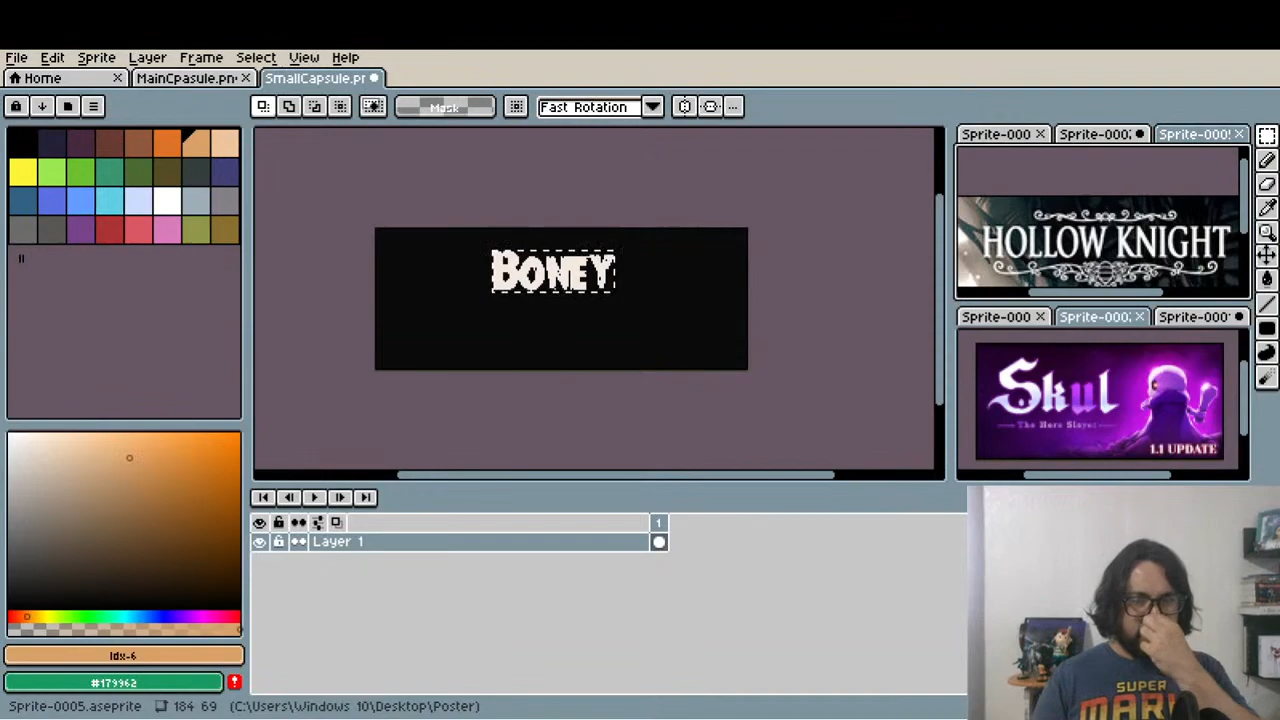 File Edit Sprite Layer Frame Select View Help
Home MainCpasule.pn SmallCapsule.pr
Mask Fast Rotation
Sprite-000 Sprite-000 Sprite-000
BONEY
HOLLOW KNIGHT
Sprite-000 Sprite-000 Sprite-000
Skul
The Hero Slayer
1.1 UPDATE
1
Layer 1
Idx-6
#179962
SUPER
MARI
Sprite-0005.aseprite 184 69 (C:\Users\Windows 10\Desktop\Poster)